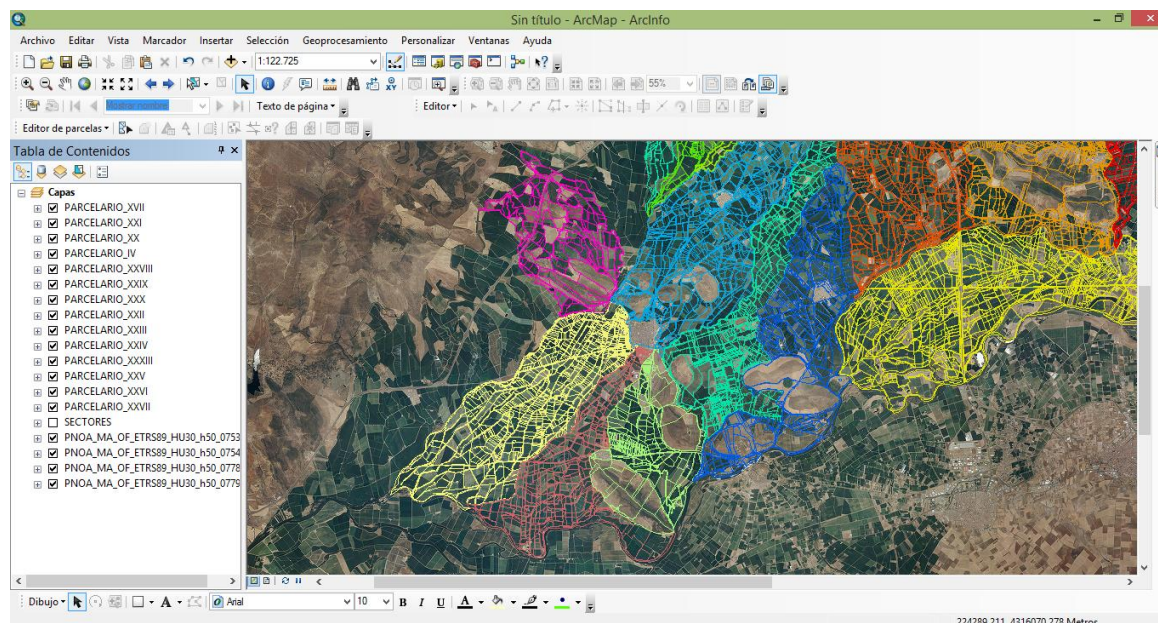 Sin título - ArcMap - ArcInfo
Archivo Editar Vista Marcador Insertar Selección Geoprocesamiento Personalizar Ventanas Ayuda
1:122.725
55%
Mostrar nombre Texto de página Editor
Editor de parcelas
Tabla de Contenidos
Capas
PARCELARIO_XVII
PARCELARIO_XXI
PARCELARIO_XX
PARCELARIO_IV
PARCELARIO_XXVIII
PARCELARIO_XXIX
PARCELARIO_XXX
PARCELARIO_XXII
PARCELARIO_XXIII
PARCELARIO_XXIV
PARCELARIO_XXXIII
PARCELARIO_XXV
PARCELARIO_XXVI
PARCELARIO_XXVII
SECTORES
PNOA_MA_OF_ETRS89_HU30_h50_0753
PNOA_MA_OF_ETRS89_HU30_h50_0754
PNOA_MA_OF_ETRS89_HU30_h50_0778
PNOA_MA_OF_ETRS89_HU30_h50_0779
Dibujo A Arial 10 B I U A
224289,211 4316070,278 Metros